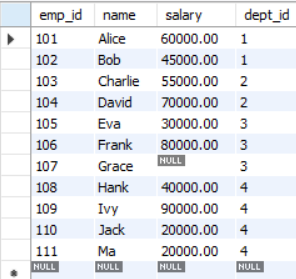 emp_id name salary dept_id
101 Alice 60000.00 1
102 Bob 45000.00 1
103 Charlie 55000.00 2
104 David 70000.00 2
105 Eva 30000.00 3
106 Frank 80000.00 3
107 Grace NULL 3
108 Hank 40000.00 4
109 Ivy 90000.00 4
110 Jack 20000.00 4
111 Ma 20000.00 4
NULL NULL NULL NULL